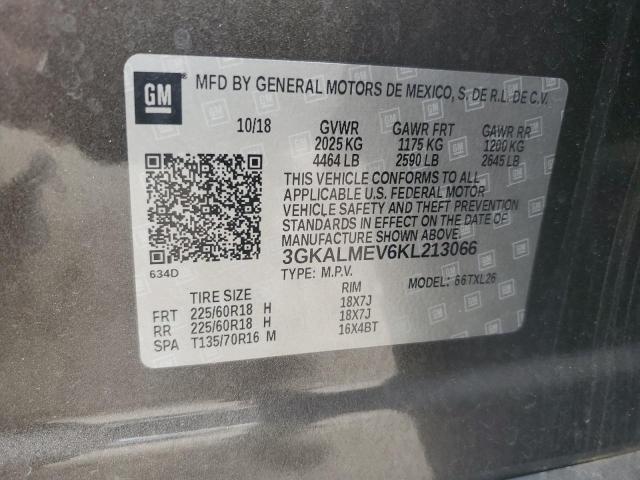 GM
MFD BY GENERAL MOTORS DE MEXICO, S. DE R.L. DE C.V.
10/18 GVWR GAWR FRT GAWR RR
2025 KG 1175 KG 1200 KG
4464 LB 2590 LB 2645 LB
THIS VEHICLE CONFORMS TO ALL
APPLICABLE U.S. FEDERAL MOTOR
VEHICLE SAFETY AND THEFT PREVENTION
STANDARDS IN EFFECT ON THE DATE OF
MANUFACTURE SHOWN ABOVE.
3GKALMEV6KL213066
634D
TYPE: M.P.V. MODEL: 66TXL26
TIRE SIZE RIM
FRT 225/60R18 H 18X7J
RR 225/60R18 H 18X7J
SPA T135/70R16 M 16X4BT